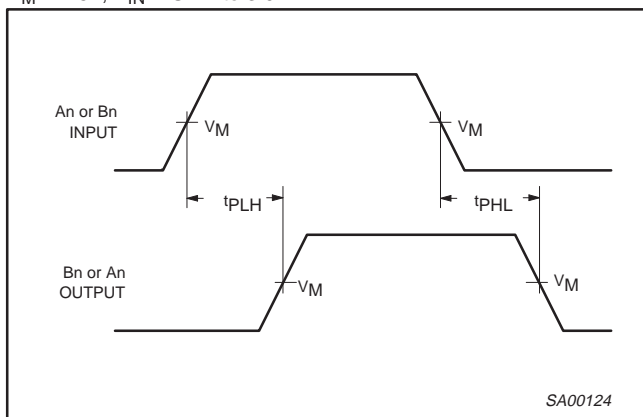 An or Bn
INPUT
VM
VM
tPLH
tPHL
Bn or An
OUTPUT
VM
VM
SA00124